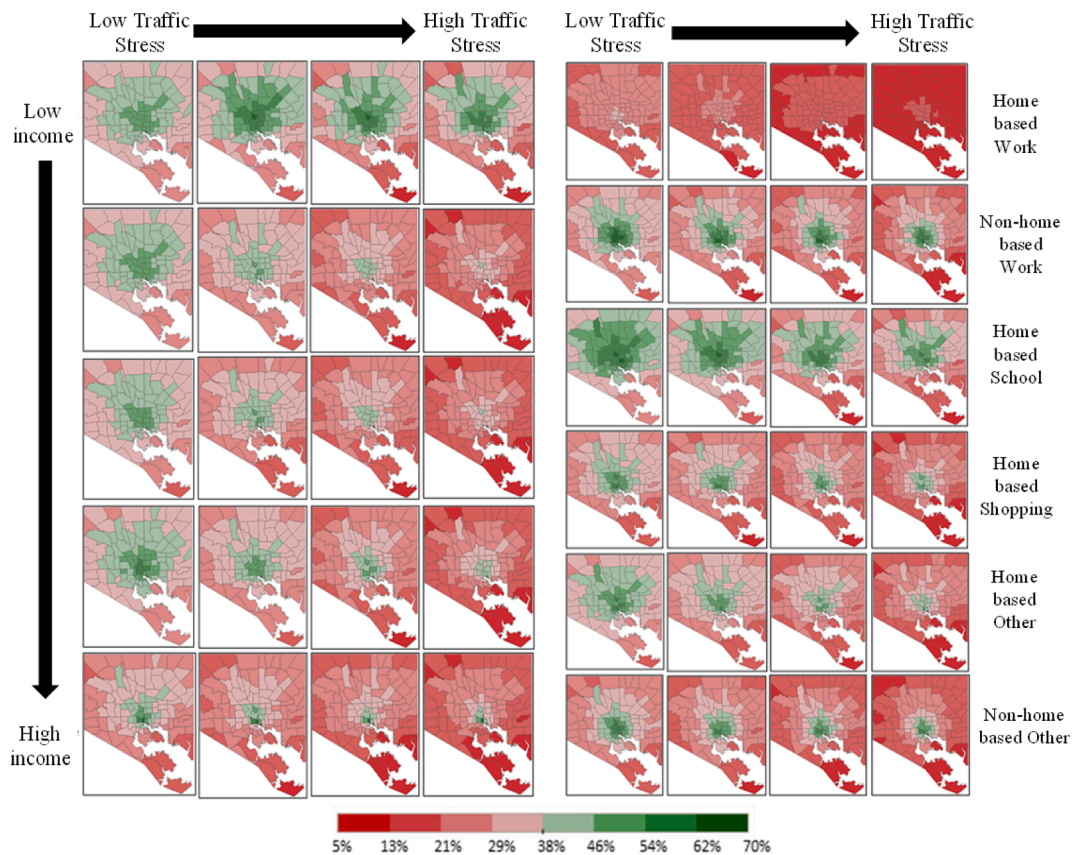 Low Traffic
Stress
High Traffic
Stress
Low Traffic
Stress
High Traffic
Stress
Low
income
High
income
Home
based
Work
Non-home
based
Work
Home
based
School
Home
based
Shopping
Home
based
Other
Non-home
based Other
5% 13% 21% 29% 38% 46% 54% 62% 70%